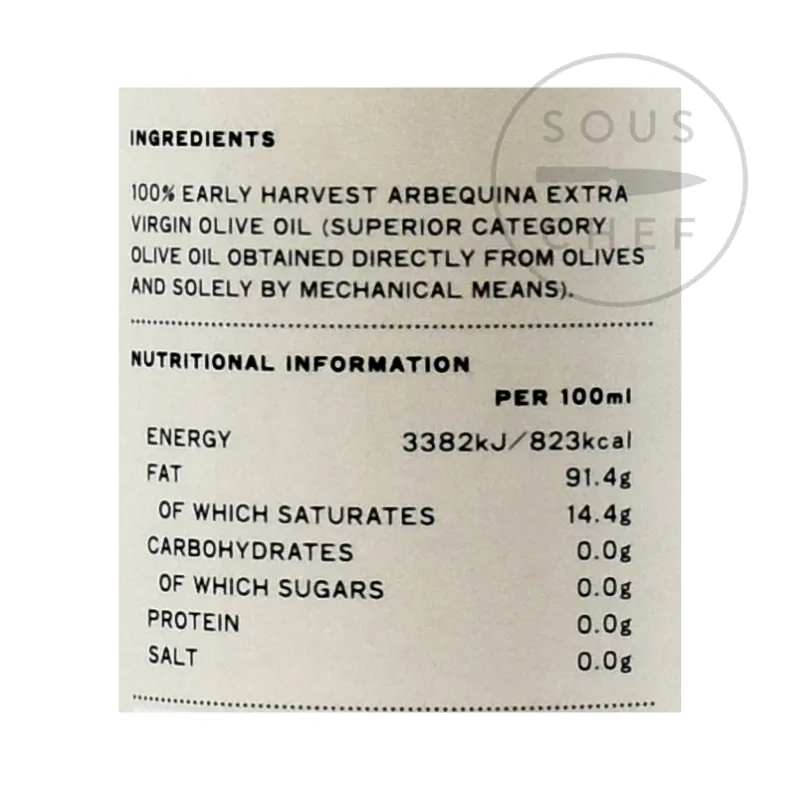 SOUS
CHEF
INGREDIENTS
100% EARLY HARVEST ARBEQUINA EXTRA
VIRGIN OLIVE OIL (SUPERIOR CATEGORY
OLIVE OIL OBTAINED DIRECTLY FROM OLIVES
AND SOLELY BY MECHANICAL MEANS).
NUTRITIONAL INFORMATION
PER 100ml
ENERGY 3382kJ/823kcal
FAT 91.4g
OF WHICH SATURATES 14.4g
CARBOHYDRATES 0.0g
OF WHICH SUGARS 0.0g
PROTEIN 0.0g
SALT 0.0g